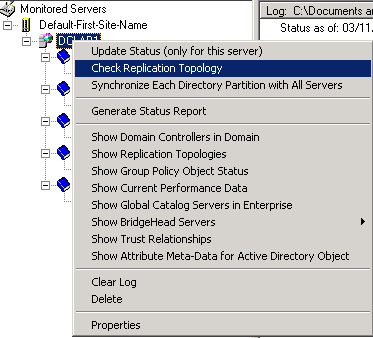 Monitored Servers
Log: C:\Documents
Default-First-Site-Name
Status as of: 03/11
Update Status (only for this server)
Check Replication Topology
Synchronize Each Directory Partition with All Servers
Generate Status Report
Show Domain Controllers in Domain
Show Replication Topologies
Show Group Policy Object Status
Show Current Performance Data
Show Global Catalog Servers in Enterprise
Show BridgeHead Servers
Show Trust Relationships
Show Attribute Meta-Data for Active Directory Object
Clear Log
Delete
Properties